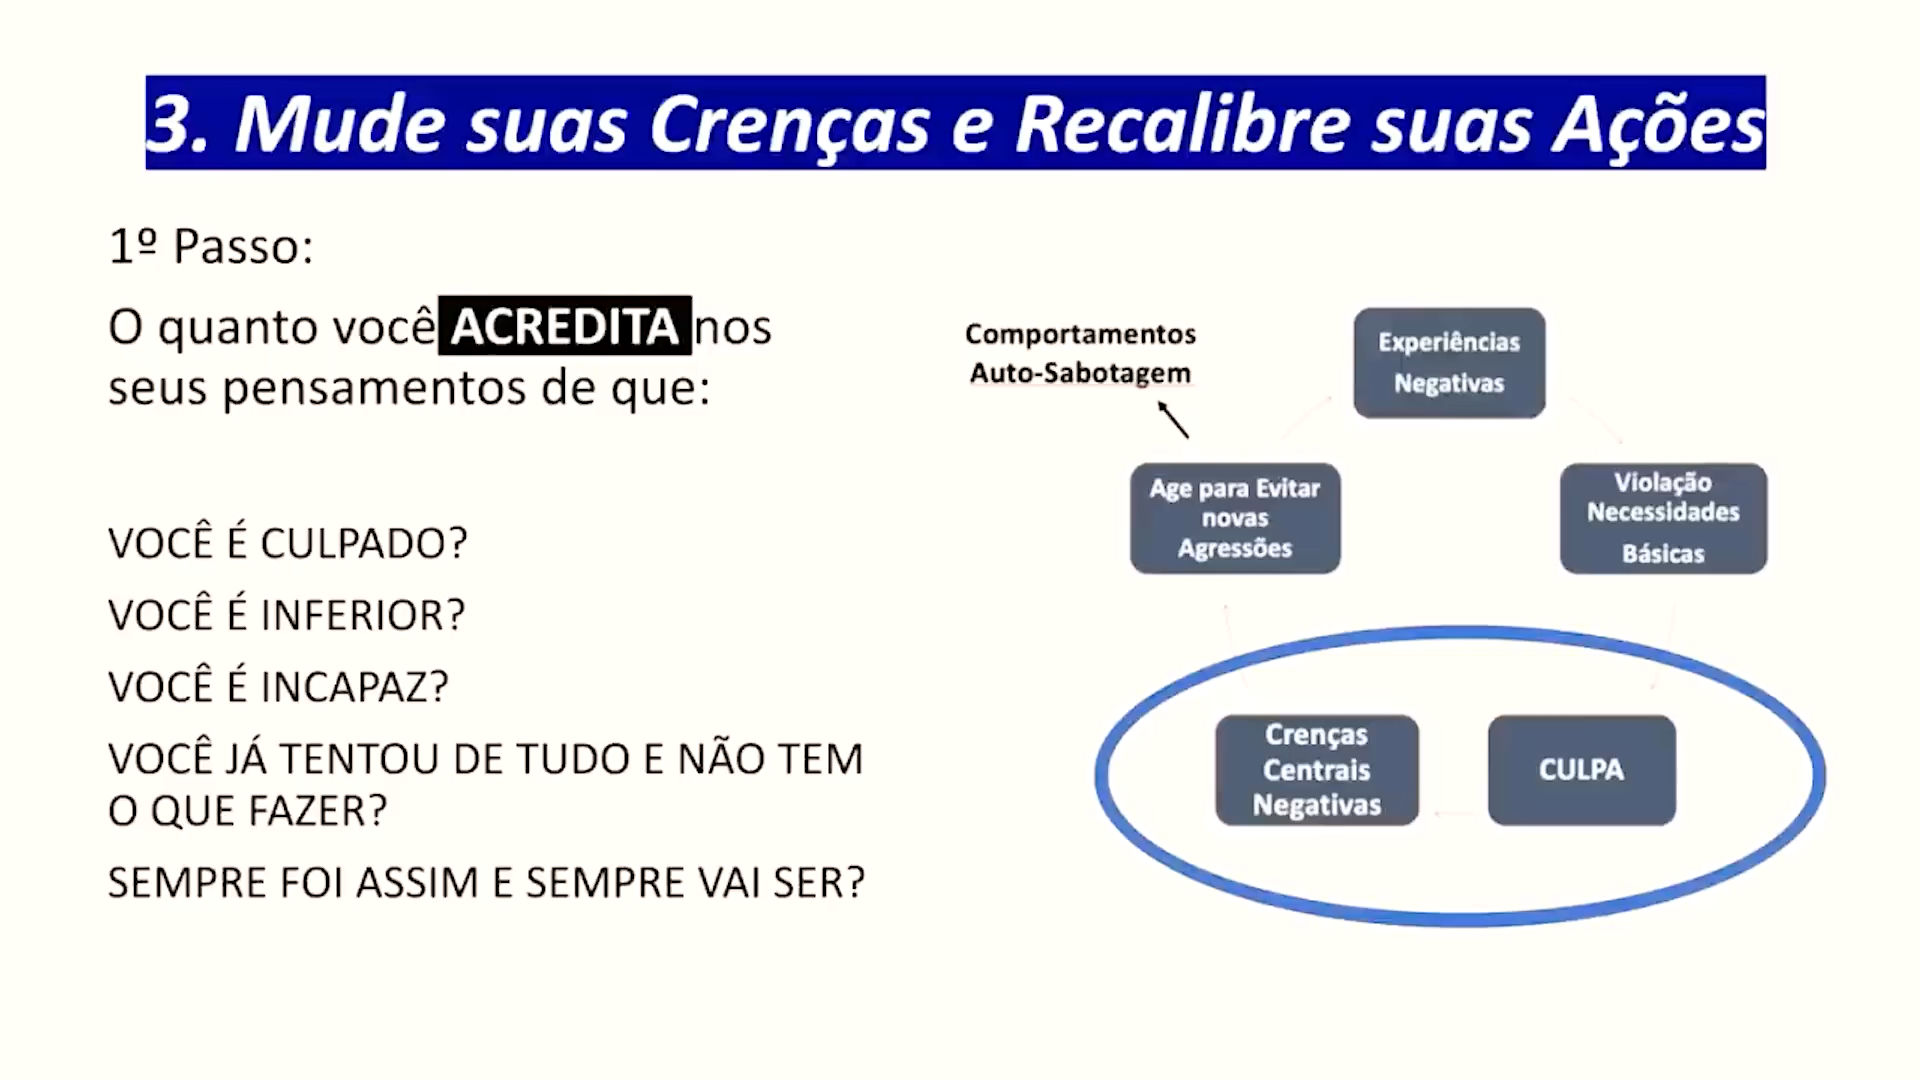 3. Mude suas Crenças e Recalibre suas Ações
1º Passo:
O quanto você ACREDITA nos
seus pensamentos de que:
VOCÊ É CULPADO?
VOCÊ É INFERIOR?
VOCÊ É INCAPAZ?
VOCÊ JÁ TENTOU DE TUDO E NÃO TEM
O QUE FAZER?
SEMPRE FOI ASSIM E SEMPRE VAI SER?
Comportamentos
Auto-Sabotagem
Experiências
Negativas
Age para Evitar
novas
Agressões
Violação
Necessidades
Básicas
Crenças
Centrais
Negativas
CULPA